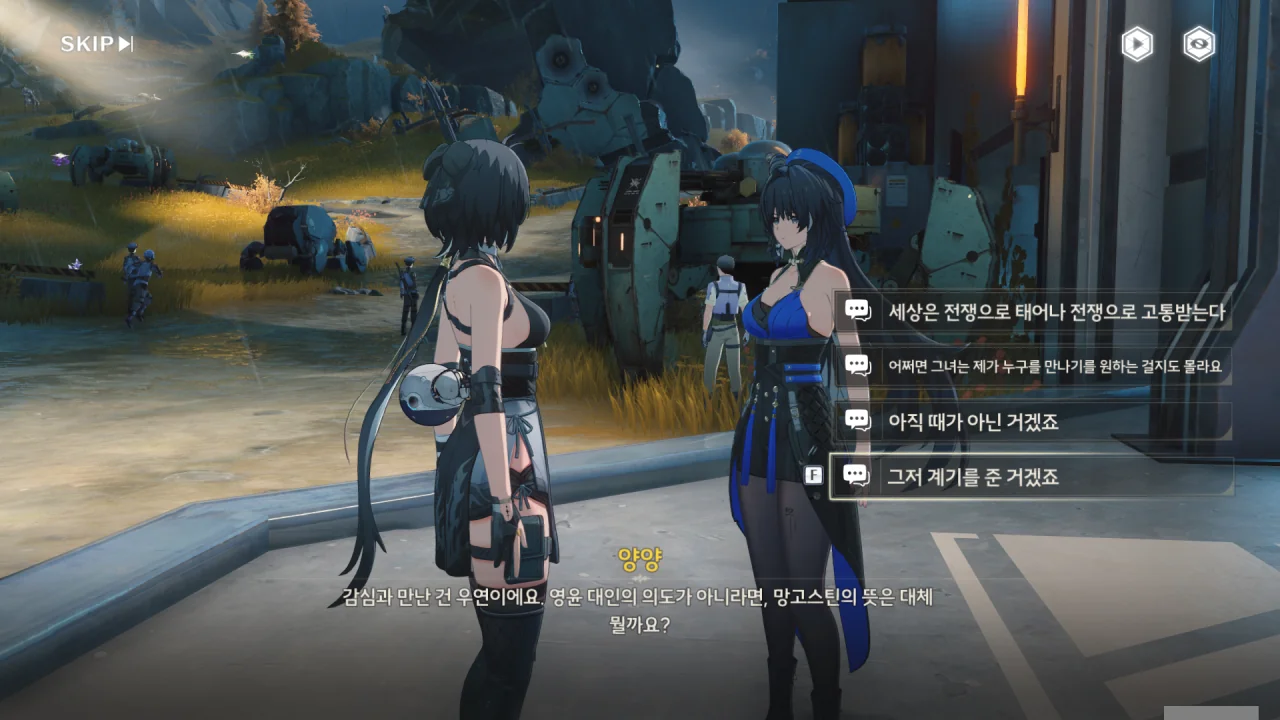 SKIP
세상은 전쟁으로 태어나 전쟁으로 고통받는다
어쩌면 그녀는 제가 누구를 만나기를 원하는 걸지도 몰라요
아직 때가 아닌 거겠죠
F
그저 계기를 준 거겠죠
양양
감심과 만난 건 우연이에요. 영윤 대인의 의도가 아니라면, 망고스틴의 뜻은 대체
뭘까요?